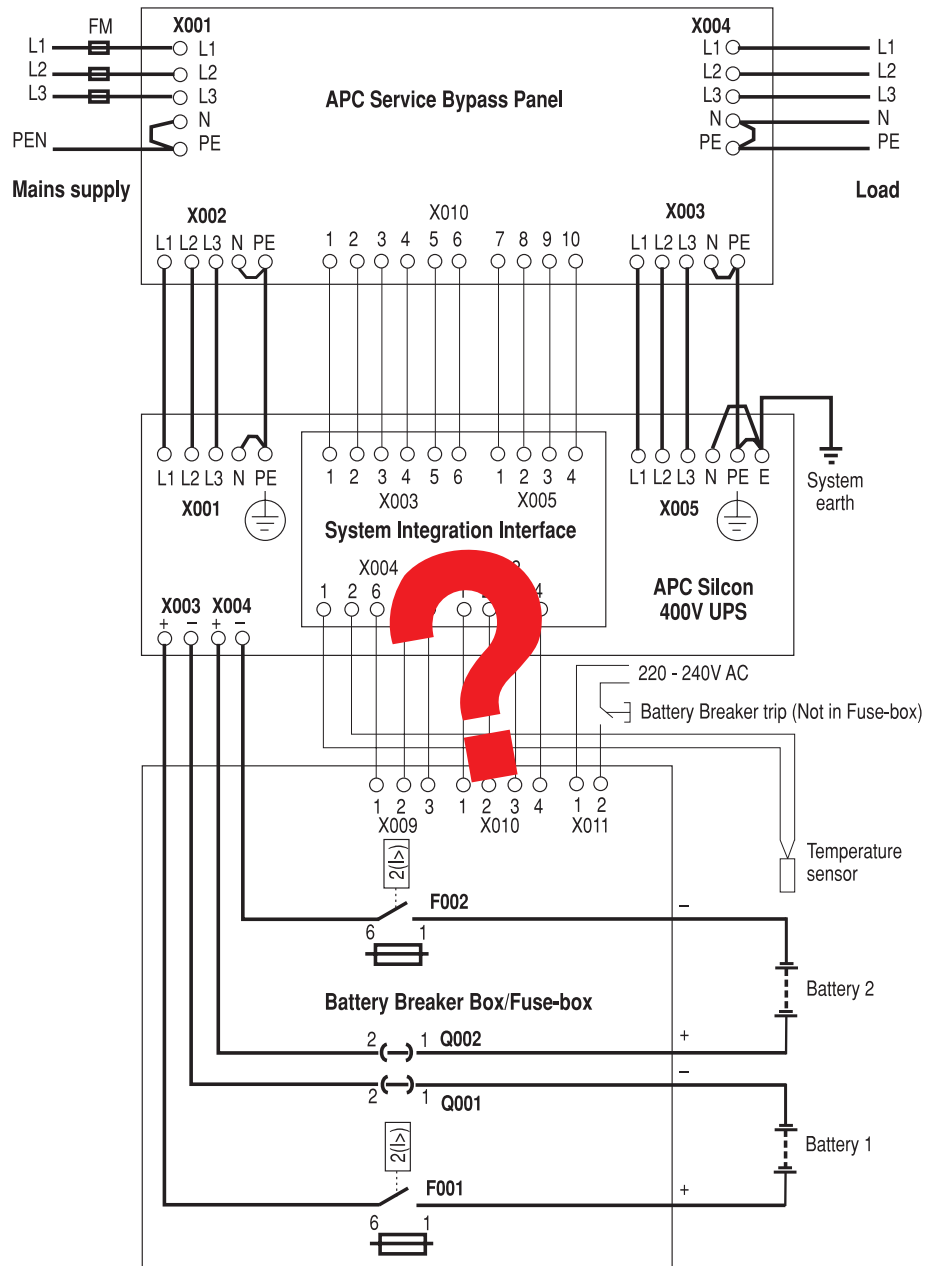 FM X001 X004
L1 L1 L1 L1
L2 L2 L2 L2
L3 L3 L3 L3
APC Service Bypass Panel
N N N
PEN PE PE PE
Mains supply Load
X002 X010 X003
L1 L2 L3 N PE 1 2 3 4 5 6 7 8 9 10 L1 L2 L3 N PE
L1 L2 L3 N PE 1 2 3 4 5 6 1 2 3 4 L1 L2 L3 N PE E
X001 X003 X005 X005 System
earth
System Integration Interface
X004
1 2 6 4
APC Silcon
400V UPS
X003 X004
+ – + –
220 - 240V AC
Battery Breaker trip (Not in Fuse-box)
?
1 2 3 1 2 3 4 1 2
X009 X010 X011
Temperature
sensor
2(I>)
F002 –
6 1
Battery 2
Battery Breaker Box/Fuse-box
2 1 Q002 +
2 1 Q001 –
2(I>)
Battery 1
F001 +
6 1